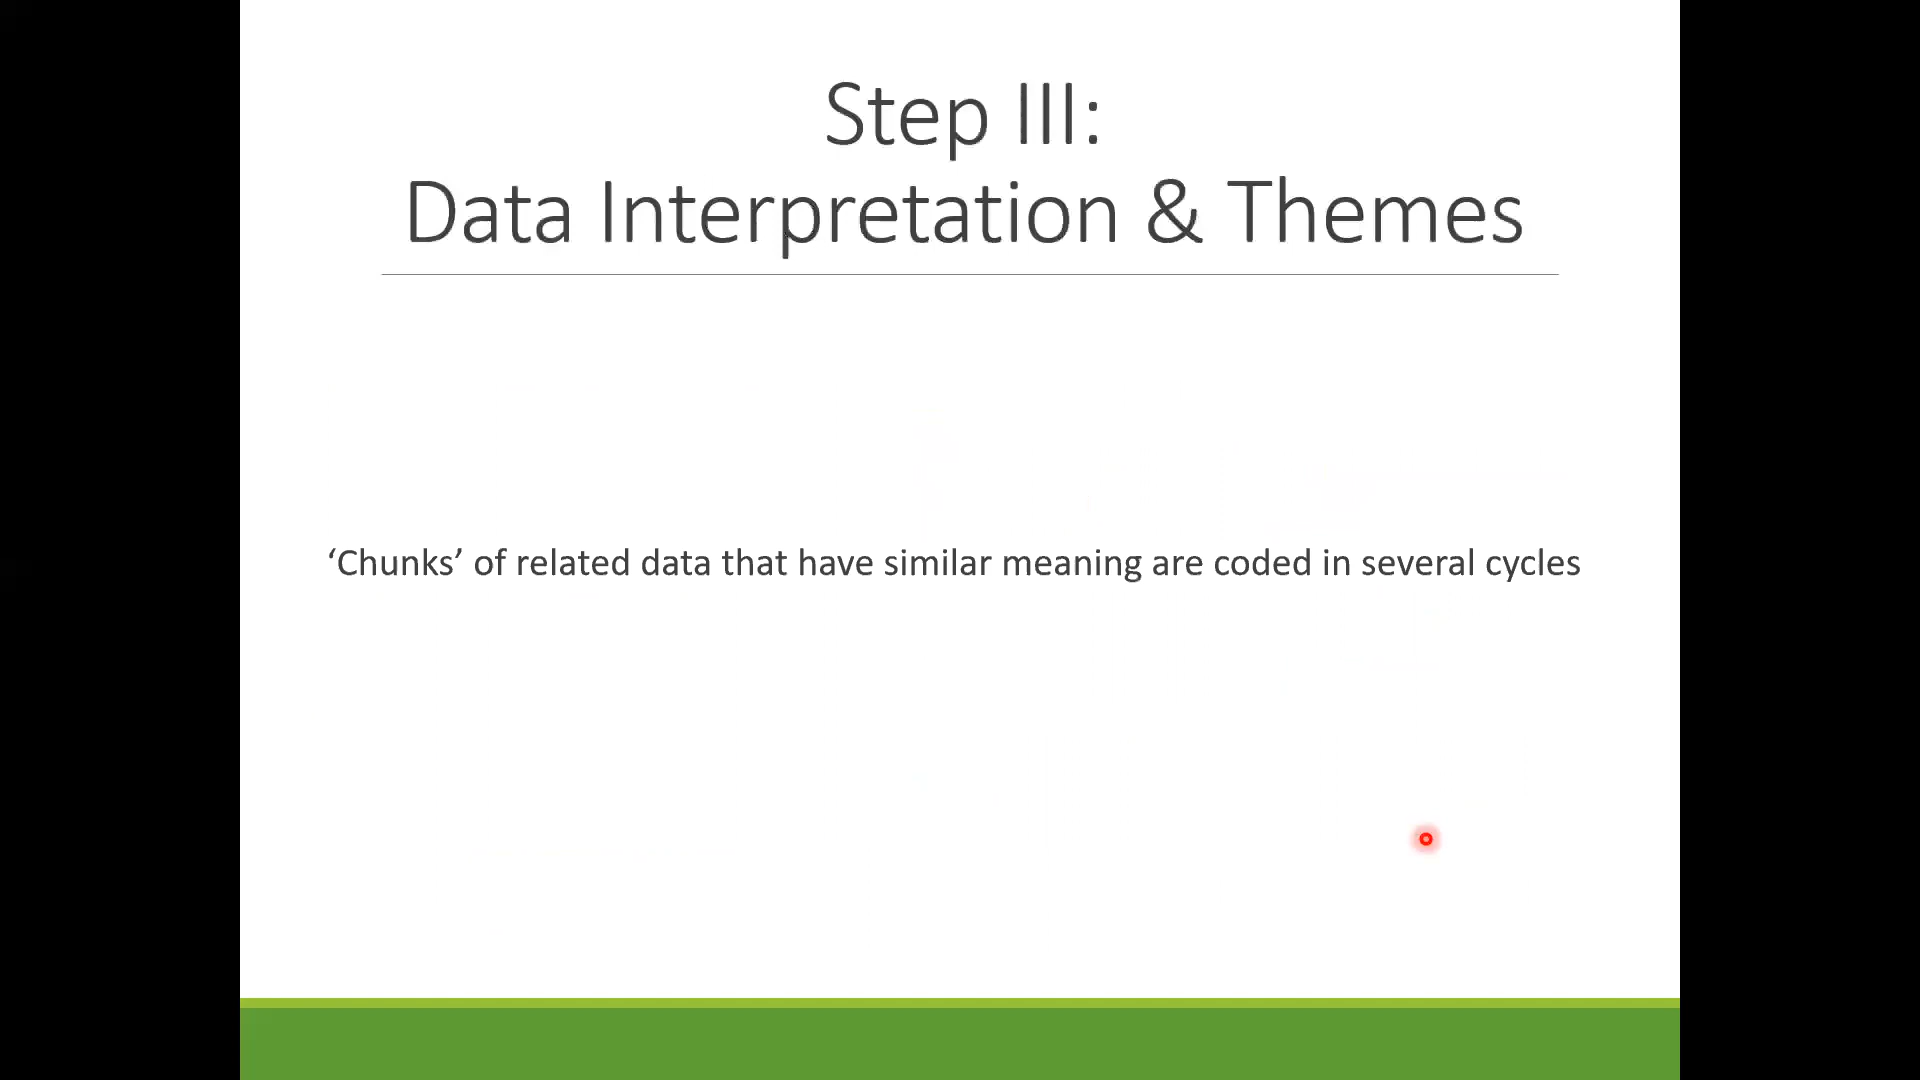 Step III:
Data Interpretation & Themes
‘Chunks’ of related data that have similar meaning are coded in several cycles